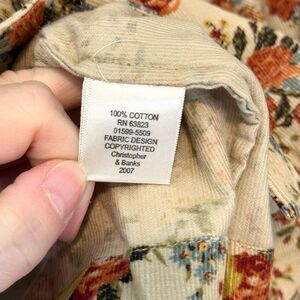 100% COTTON
RN 63823
01599-5509
FABRIC DESIGN
COPYRIGHTED
Christopher
& Banks
2007